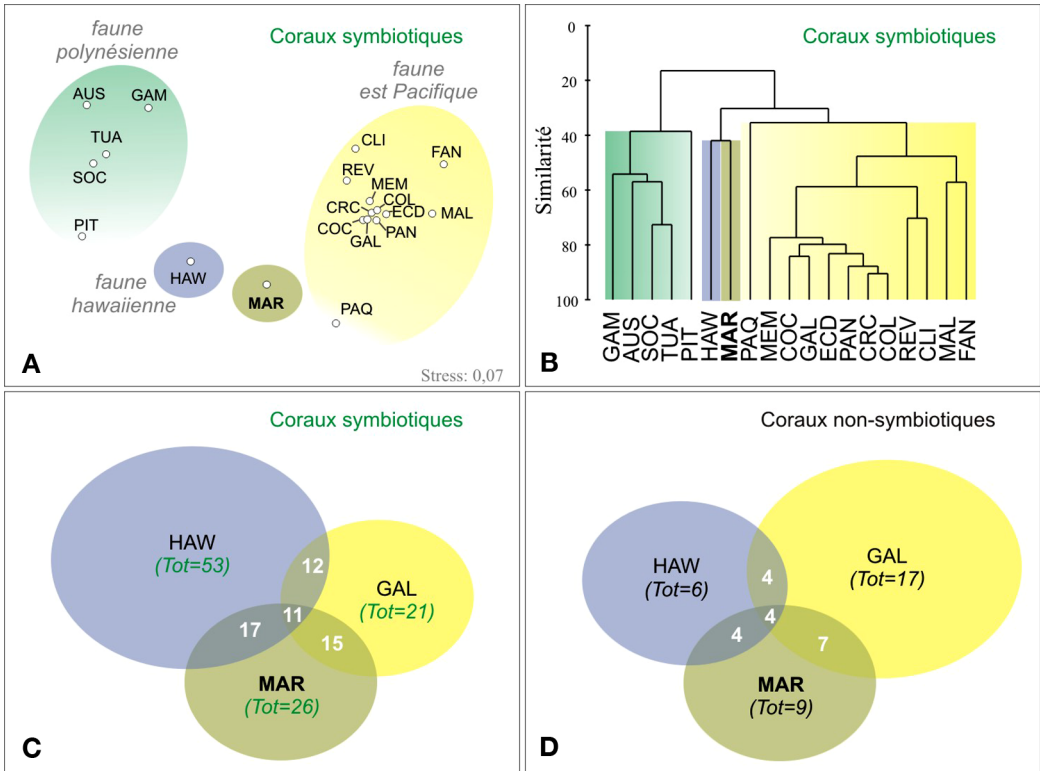 faune
polynésienne
Coraux symbiotiques
faune
est Pacifique
AUS
GAM
TUA
SOC
PIT
CLI
FAN
REV
MEM
COL
CRC
ECD
MAL
COC
PAN
GAL
HAW
faune
hawaiienne
MAR
PAQ
A
Stress: 0,07
Coraux symbiotiques
Similarité
0
20
40
60
80
100
GAM
AUS
SOC
TUA
PIT
HAW
MAR
PAQ
MEM
COC
GAL
ECD
PAN
CRC
COL
REV
CLI
MAL
FAN
B
Coraux symbiotiques
HAW
(Tot=53)
12
GAL
(Tot=21)
11
17
15
MAR
(Tot=26)
C
Coraux non-symbiotiques
HAW
(Tot=6)
GAL
(Tot=17)
4
4
4
7
MAR
(Tot=9)
D